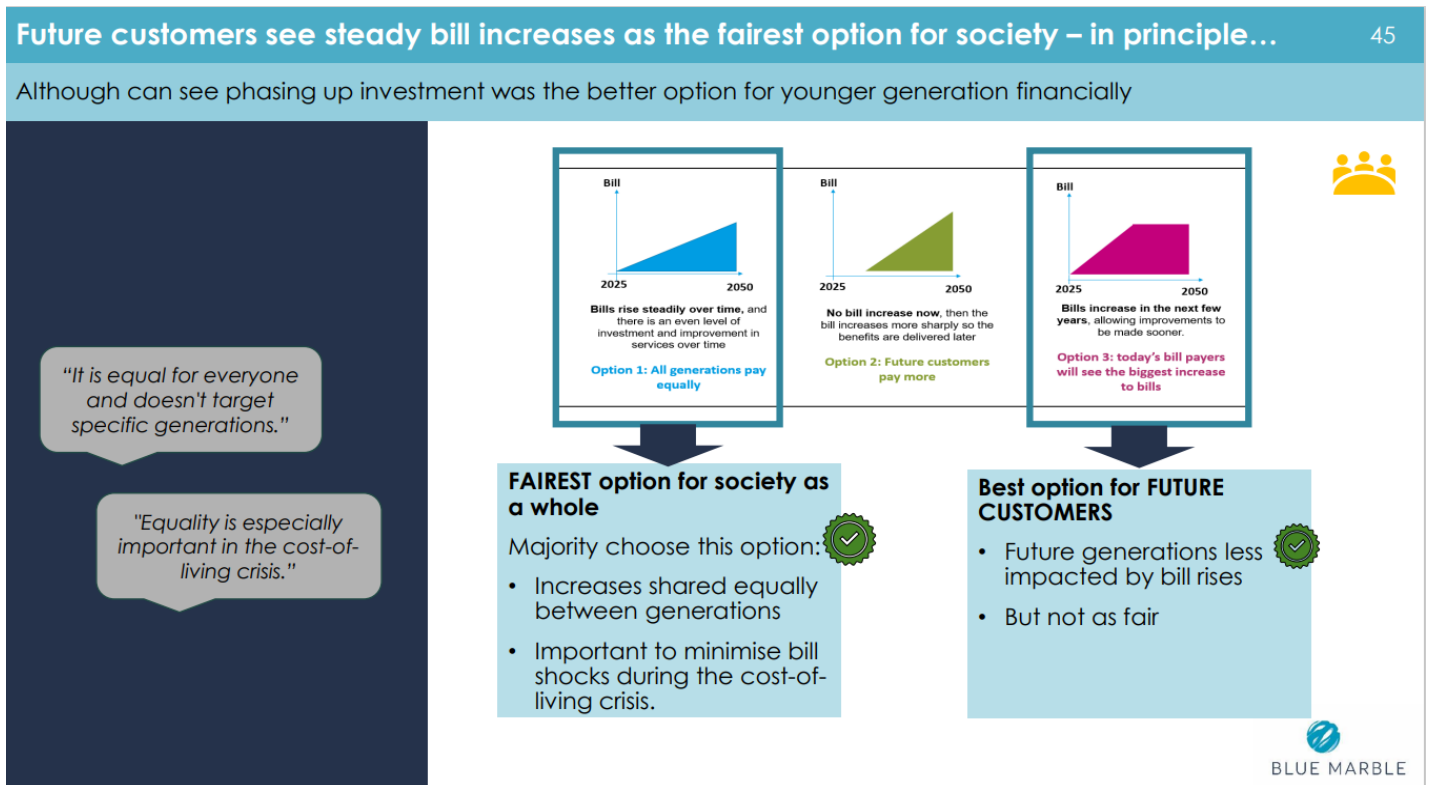 Future customers see steady bill increases as the fairest option for society – in principle...
45
Although can see phasing up investment was the better option for younger generation financially
“It is equal for everyone
and doesn't target
specific generations.”
"Equality is especially
important in the cost-of-
living crisis.”
Bill
2025
2050
Bills rise steadily over time, and
there is an even level of
investment and improvement in
services over time
Option 1: All generations pay
equally
Bill
2025
2050
No bill increase now, then the
bill increases more sharply so the
benefits are delivered later
Option 2: Future customers
pay more
Bill
2025
2050
Bills increase in the next few
years, allowing improvements to
be made sooner.
Option 3: today’s bill payers
will see the biggest increase
to bills
FAIREST option for society as
a whole
Majority choose this option:
• Increases shared equally
between generations
• Important to minimise bill
shocks during the cost-of-
living crisis.
Best option for FUTURE
CUSTOMERS
• Future generations less
impacted by bill rises
• But not as fair
BLUE MARBLE